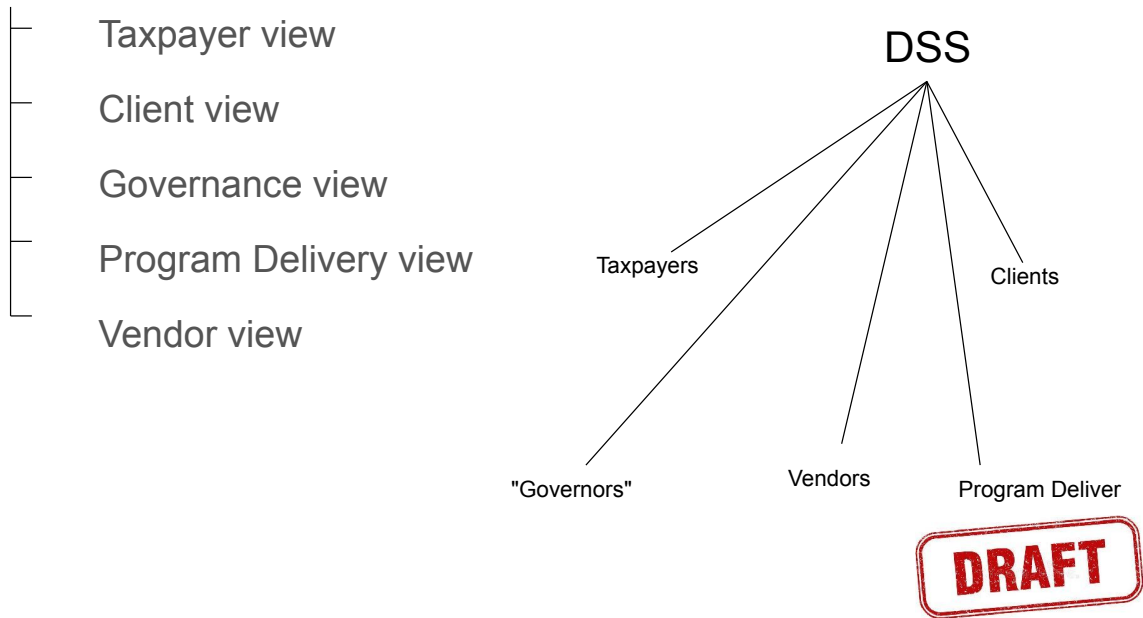 Taxpayer view
Client view
Governance view
Program Delivery view
Vendor view
DSS
Taxpayers
Clients
"Governors"
Vendors
Program Deliver
DRAFT